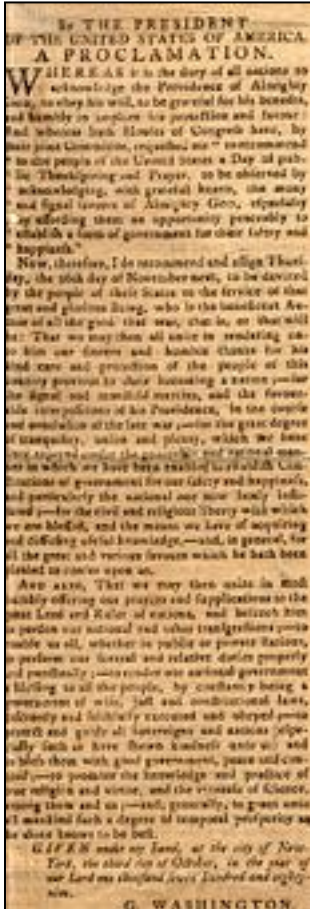 By THE PRESIDENT
OF THE UNITED STATES OF AMERICA.
A PROCLAMATION.
WHEREAS it is the duty of all nations to
acknowledge the Providence of Almighty
God, to obey his will, to be grateful for his benefits,
and humbly to implore his protection and favour:
And whereas both Houses of Congress have, by
their joint Committee, requested me "to recommend
"to the people of the United States a Day of pub-
"lic Thanksgiving and Prayer, to be observed by
"acknowledging, with grateful hearts, the many
"and signal favors of Almighty God, especially
"by affording them an opportunity peaceably to
"establish a form of government for their safety and
"happiness."
Now, therefore, I do recommend and assign Thurs-
day, the 26th day of November next, to be devoted
by the people of these States to the service of that
great and glorious Being, who is the beneficent Au-
thor of all the good that was, that is, or that will
be: That we may then all unite in rendering un-
to him our sincere and humble thanks for his
kind care and protection of the people of this
country previous to their becoming a nation;—for
the signal and manifold mercies, and the favour-
able interpositions of his Providence, in the course
and conclusion of the late war;—for the great degree
of tranquility, union and plenty, which we have
ner in which we have been enabled to establish Con-
stitutions of government for our safety and happiness,
and particularly the national one now lately insti-
tuted;—for the civil and religious liberty with which
we are blessed, and the means we have of acquiring
and diffusing useful knowledge,—and, in general, for
all the great and various favours which he hath been
pleased to confer upon us.
AND ALSO, That we may then unite in most
humbly offering our prayers and supplications to the
great Lord and Ruler of nations, and beseech him
to pardon our national and other transgressions;—to
enable us all, whether in public or private stations,
to perform our several and relative duties properly
and punctually;—to render our national government
a blessing to all the people, by constantly being a
government of wise, just and constitutional laws,
discreetly and faithfully executed and obeyed;—to
protect and guide all sovereigns and nations (espe-
cially such as have shown kindness unto us) and
to bless them with good government, peace and con-
cord;—to promote the knowledge and practice of
true religion and virtue, and the increase of science,
among them and us;—and, generally, to grant unto
all mankind such a degree of temporal prosperity as
he alone knows to be best.
GIVEN under my hand, at the city of New-
York, the third day of October, in the year of
our Lord one thousand seven hundred and eighty-
nine.
G. WASHINGTON.